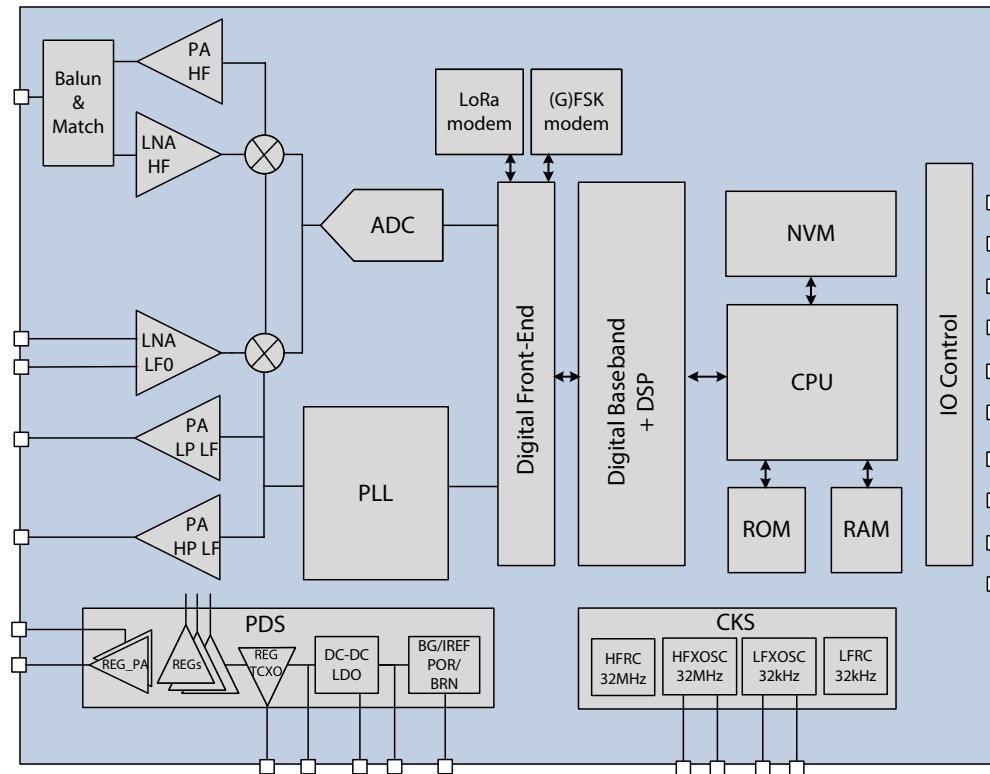 PA
HF
Balun
&
Match
LNA
HF
LoRa
modem
(G)FSK
modem
ADC
NVM
LNA
LF0
Digital Front-End
Digital Baseband
+ DSP
CPU
IO Control
PA
LP LF
PLL
PA
HP LF
ROM
RAM
PDS
REG_PA
REGs
REG
TCXO
DC-DC
LDO
BG/IREF
POR/
BRN
CKS
HFRC
32MHz
HFXOSC
32MHz
LFXOSC
32kHz
LFRC
32kHz